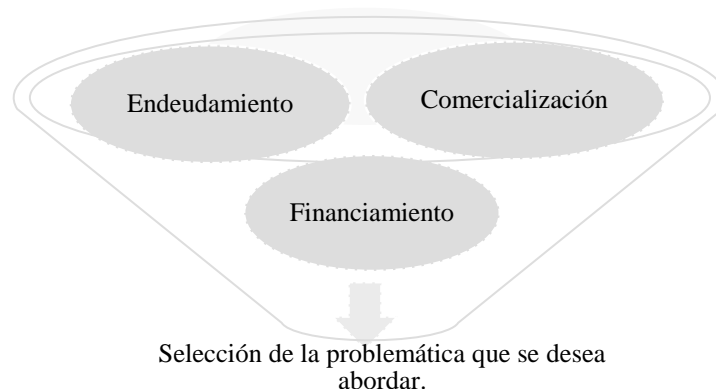 Endeudamiento
Comercialización
Financiamiento
Selección de la problemática que se desea
abordar.